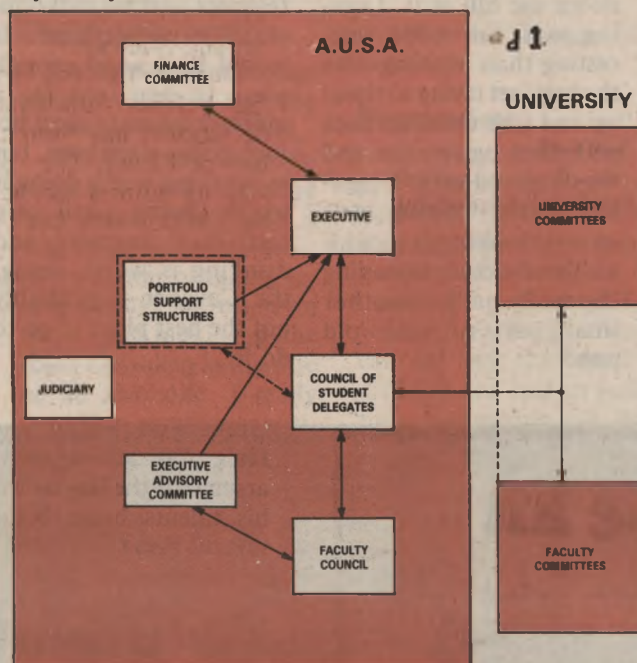 A.U.S.A.
FINANCE
COMMITTEE
EXECUTIVE
PORTFOLIO
SUPPORT
STRUCTURES
JUDICIARY
COUNCIL OF
STUDENT
DELEGATES
EXECUTIVE
ADVISORY
COMMITTEE
FACULTY
COUNCIL
UNIVERSITY
UNIVERSITY
COMMITTEES
FACULTY
COMMITTEES